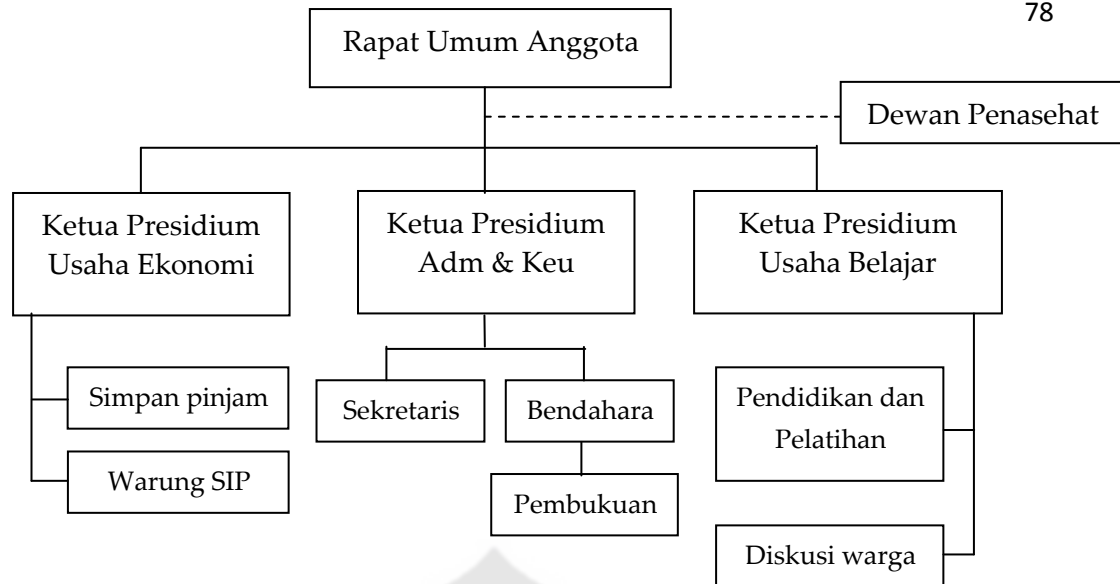 78
Rapat Umum Anggota
Dewan Penasehat
Ketua Presidium
Usaha Ekonomi
Ketua Presidium
Adm & Keu
Ketua Presidium
Usaha Belajar
Simpan pinjam
Warung SIP
Sekretaris
Bendahara
Pembukuan
Pendidikan dan
Pelatihan
Diskusi warga